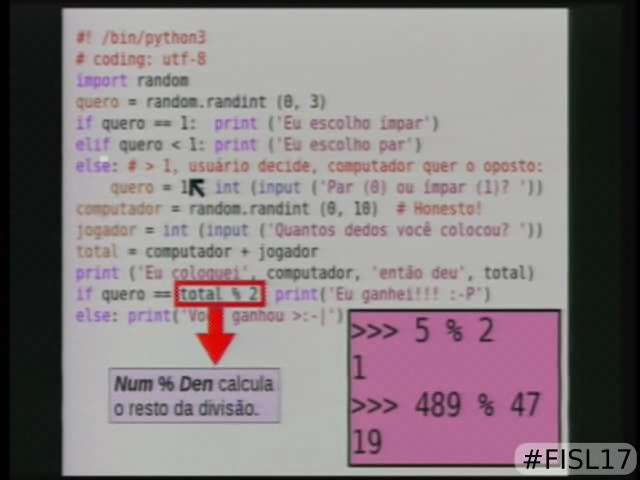 #! /bin/python3
# coding: utf-8
import random
quero = random.randint (0, 3)
if quero == 1:  print ('Eu escolho ímpar')
elif quero < 1: print ('Eu escolho par')
else: # > 1, usuário decide, computador quer o oposto:
quero = 1 int (input ('Par (0) ou ímpar (1)? '))
computador = random.randint (0, 10)  # Honesto!
jogador = int (input ('Quantos dedos você colocou? '))
total = computador + jogador
print ('Eu coloquei', computador, 'então deu', total)
if quero == total % 2: print('Eu ganhei!!! :-P')
else: print( ganhou >:-|')
Num % Den calcula
o resto da divisão.
>>> 5 % 2
1
>>> 489 % 47
19
#FISL17